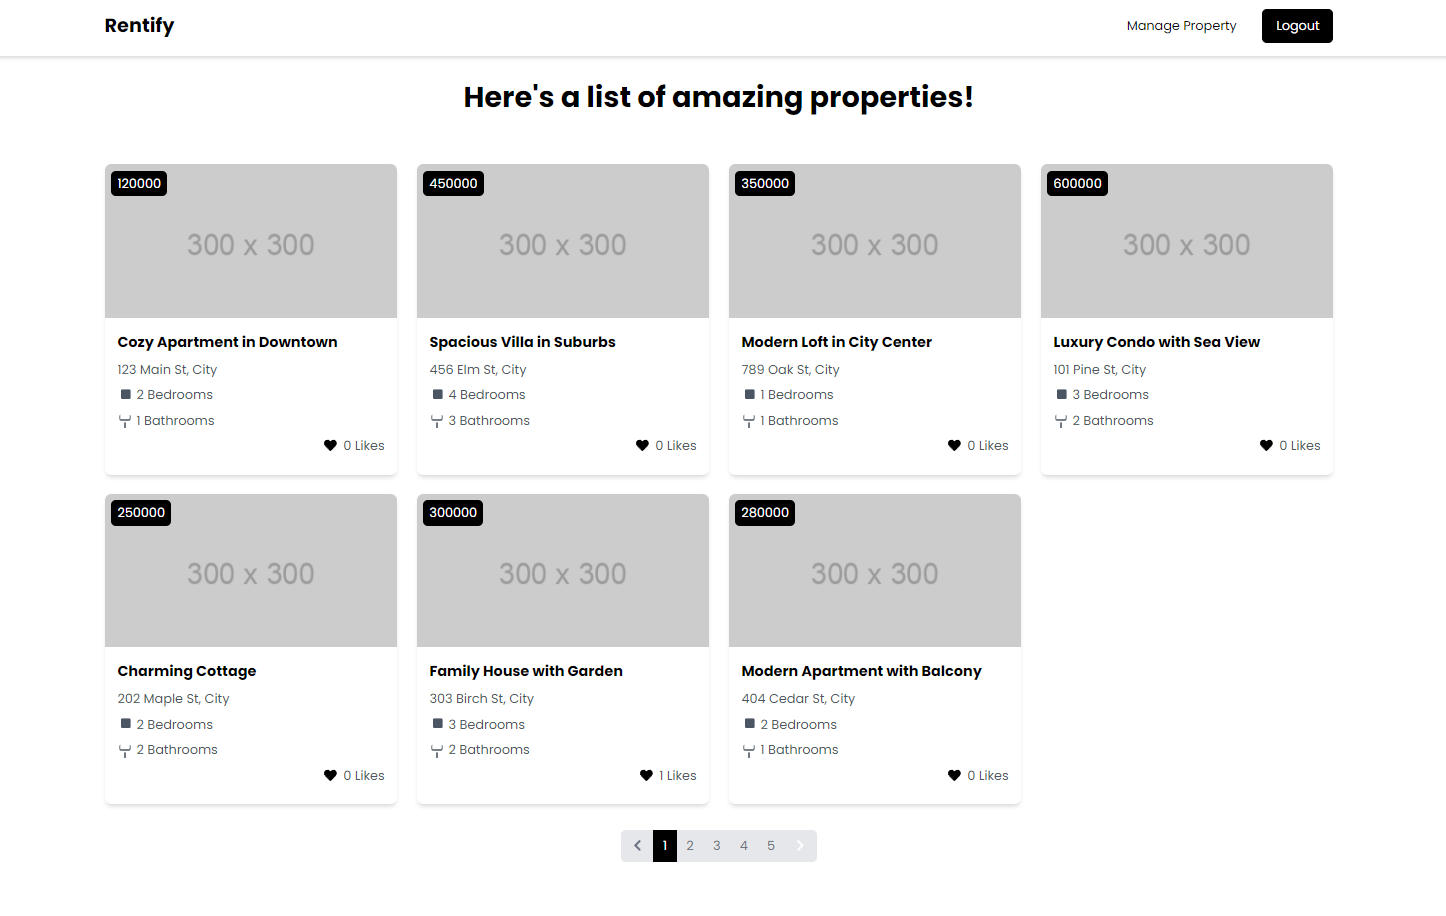 Rentify
Manage Property
Logout
Here's a list of amazing properties!
120000
300 x 300
Cozy Apartment in Downtown
123 Main St, City
2 Bedrooms
1 Bathrooms
0 Likes
450000
300 x 300
Spacious Villa in Suburbs
456 Elm St, City
4 Bedrooms
3 Bathrooms
0 Likes
350000
300 x 300
Modern Loft in City Center
789 Oak St, City
1 Bedrooms
1 Bathrooms
0 Likes
600000
300 x 300
Luxury Condo with Sea View
101 Pine St, City
3 Bedrooms
2 Bathrooms
0 Likes
250000
300 x 300
Charming Cottage
202 Maple St, City
2 Bedrooms
2 Bathrooms
0 Likes
300000
300 x 300
Family House with Garden
303 Birch St, City
3 Bedrooms
2 Bathrooms
1 Likes
280000
300 x 300
Modern Apartment with Balcony
404 Cedar St, City
2 Bedrooms
1 Bathrooms
0 Likes
1 2 3 4 5